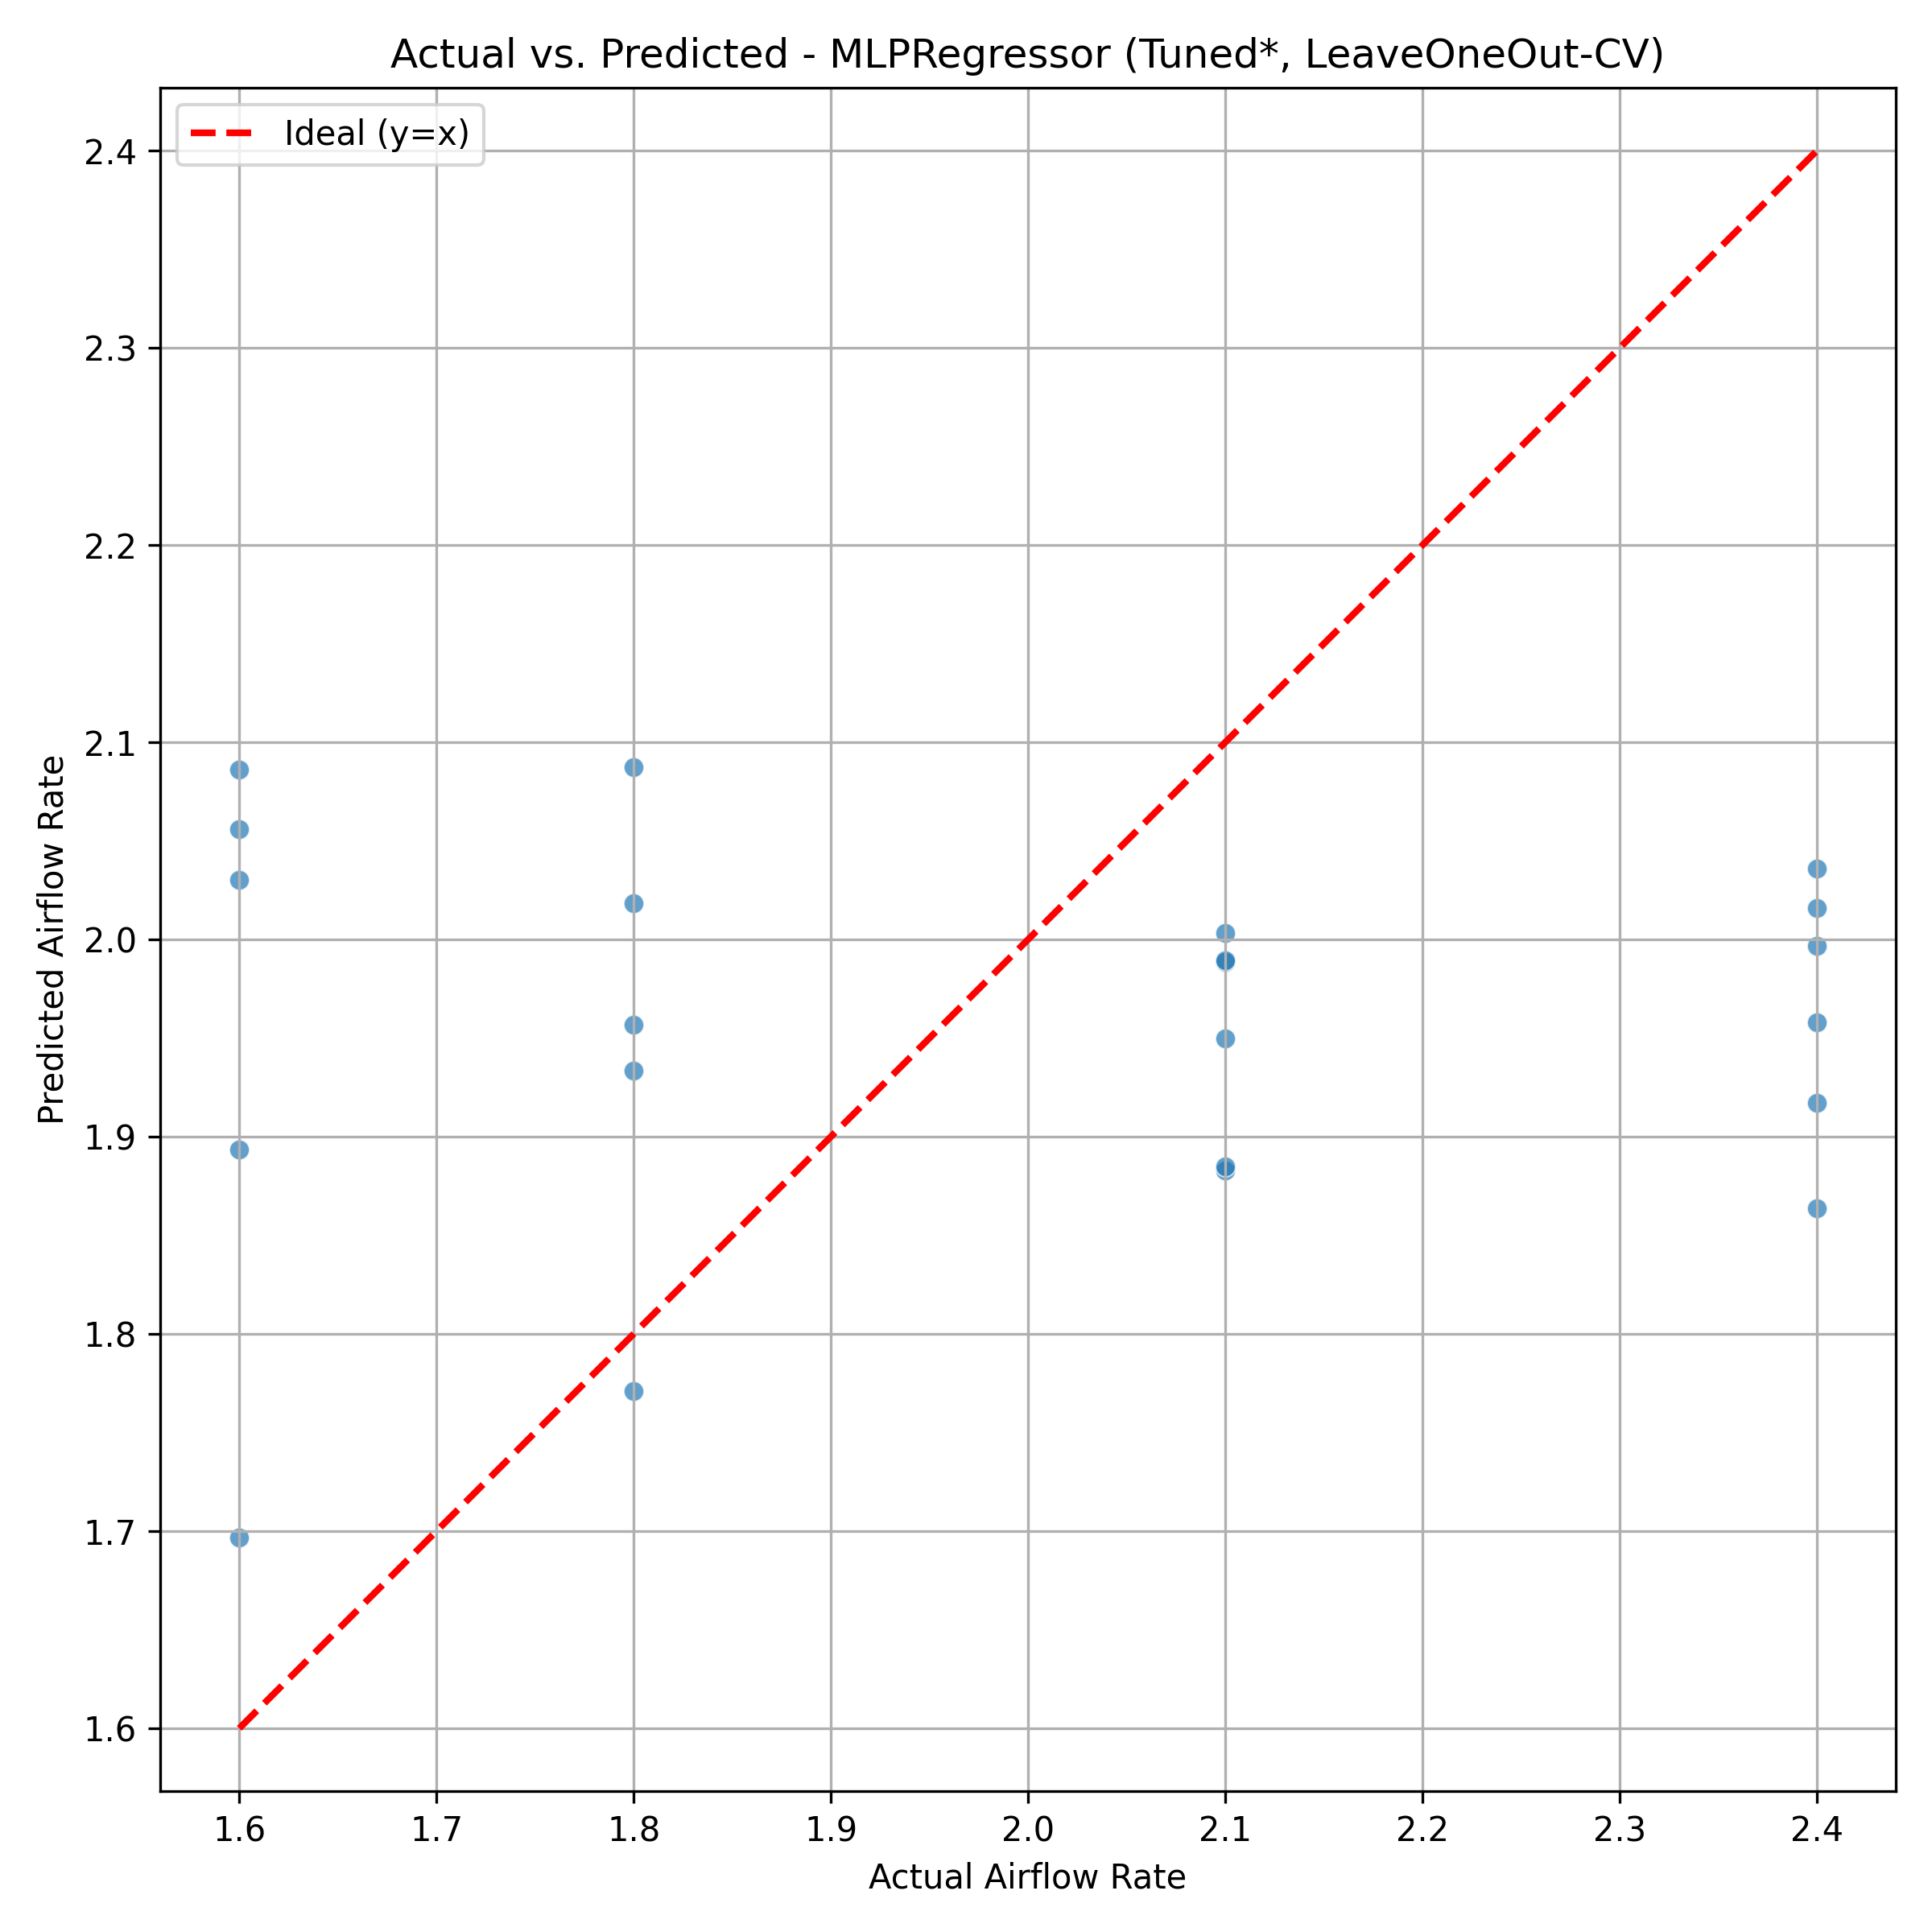 Actual vs. Predicted - MLPRegressor (Tuned*, LeaveOneOut-CV)
Ideal (y=x)
2.4
2.3
2.2
2.1
2.0
1.9
1.8
1.7
1.6
Predicted Airflow Rate
1.6 1.7 1.8 1.9 2.0 2.1 2.2 2.3 2.4
Actual Airflow Rate